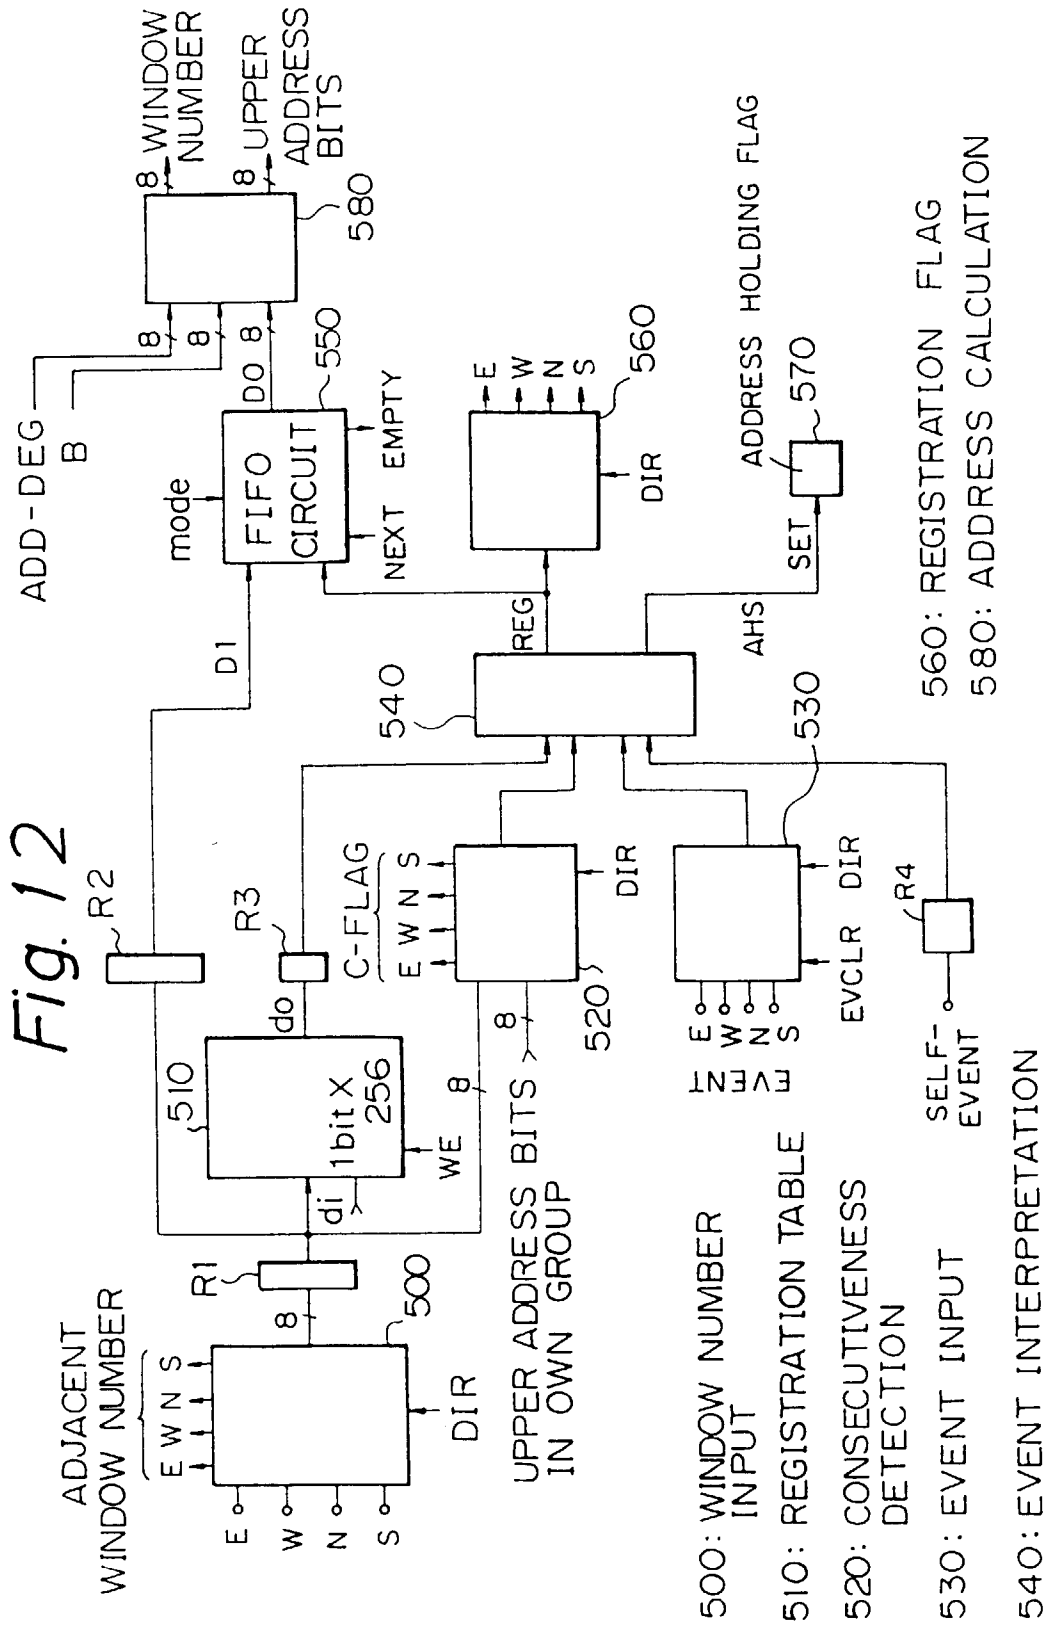 Fig. 12
ADJACENT
WINDOW NUMBER
E W N S
E
W
N
S
DIR
500
8
R1
510
di
1bit X
256
WE
do
R2
R3
8
UPPER ADDRESS BITS
IN OWN GROUP
8
520
C-FLAG
E W N S
DIR
EVENT
E
W
N
S
EVCLR
DIR
530
SELF-
EVENT
R4
540
REG
AHS
SET
DI
mode
FIFO
CIRCUIT
NEXT
EMPTY
550
DO
8
8
8
ADD-DEG
B
580
8
WINDOW
NUMBER
8
UPPER
ADDRESS
BITS
E
W
N
S
560
DIR
ADDRESS HOLDING FLAG
570
500: WINDOW NUMBER
INPUT
510: REGISTRATION TABLE
520: CONSECUTIVENESS
DETECTION
530: EVENT INPUT
540: EVENT INTERPRETATION
560: REGISTRATION FLAG
580: ADDRESS CALCULATION